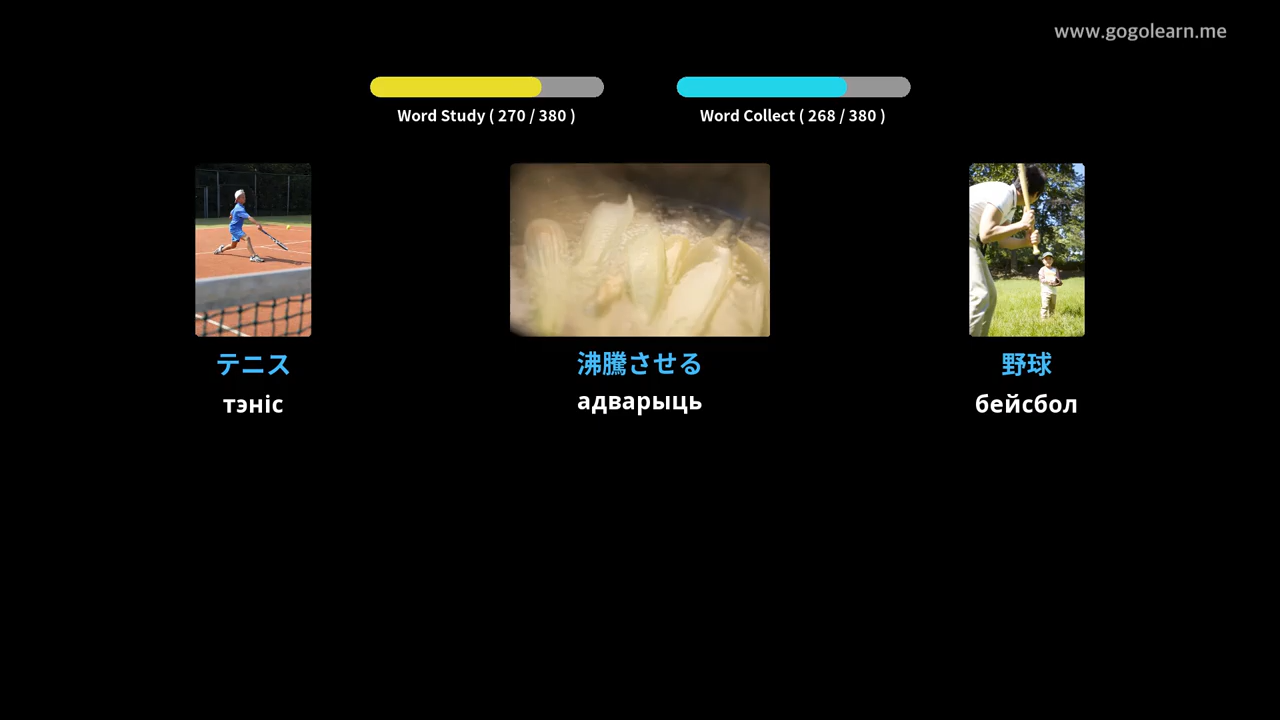 www.gogolearn.me
Word Study ( 270 / 380 )
Word Collect ( 268 / 380 )
テニス
沸騰させる
野球
тэніс
адварыць
бейсбол